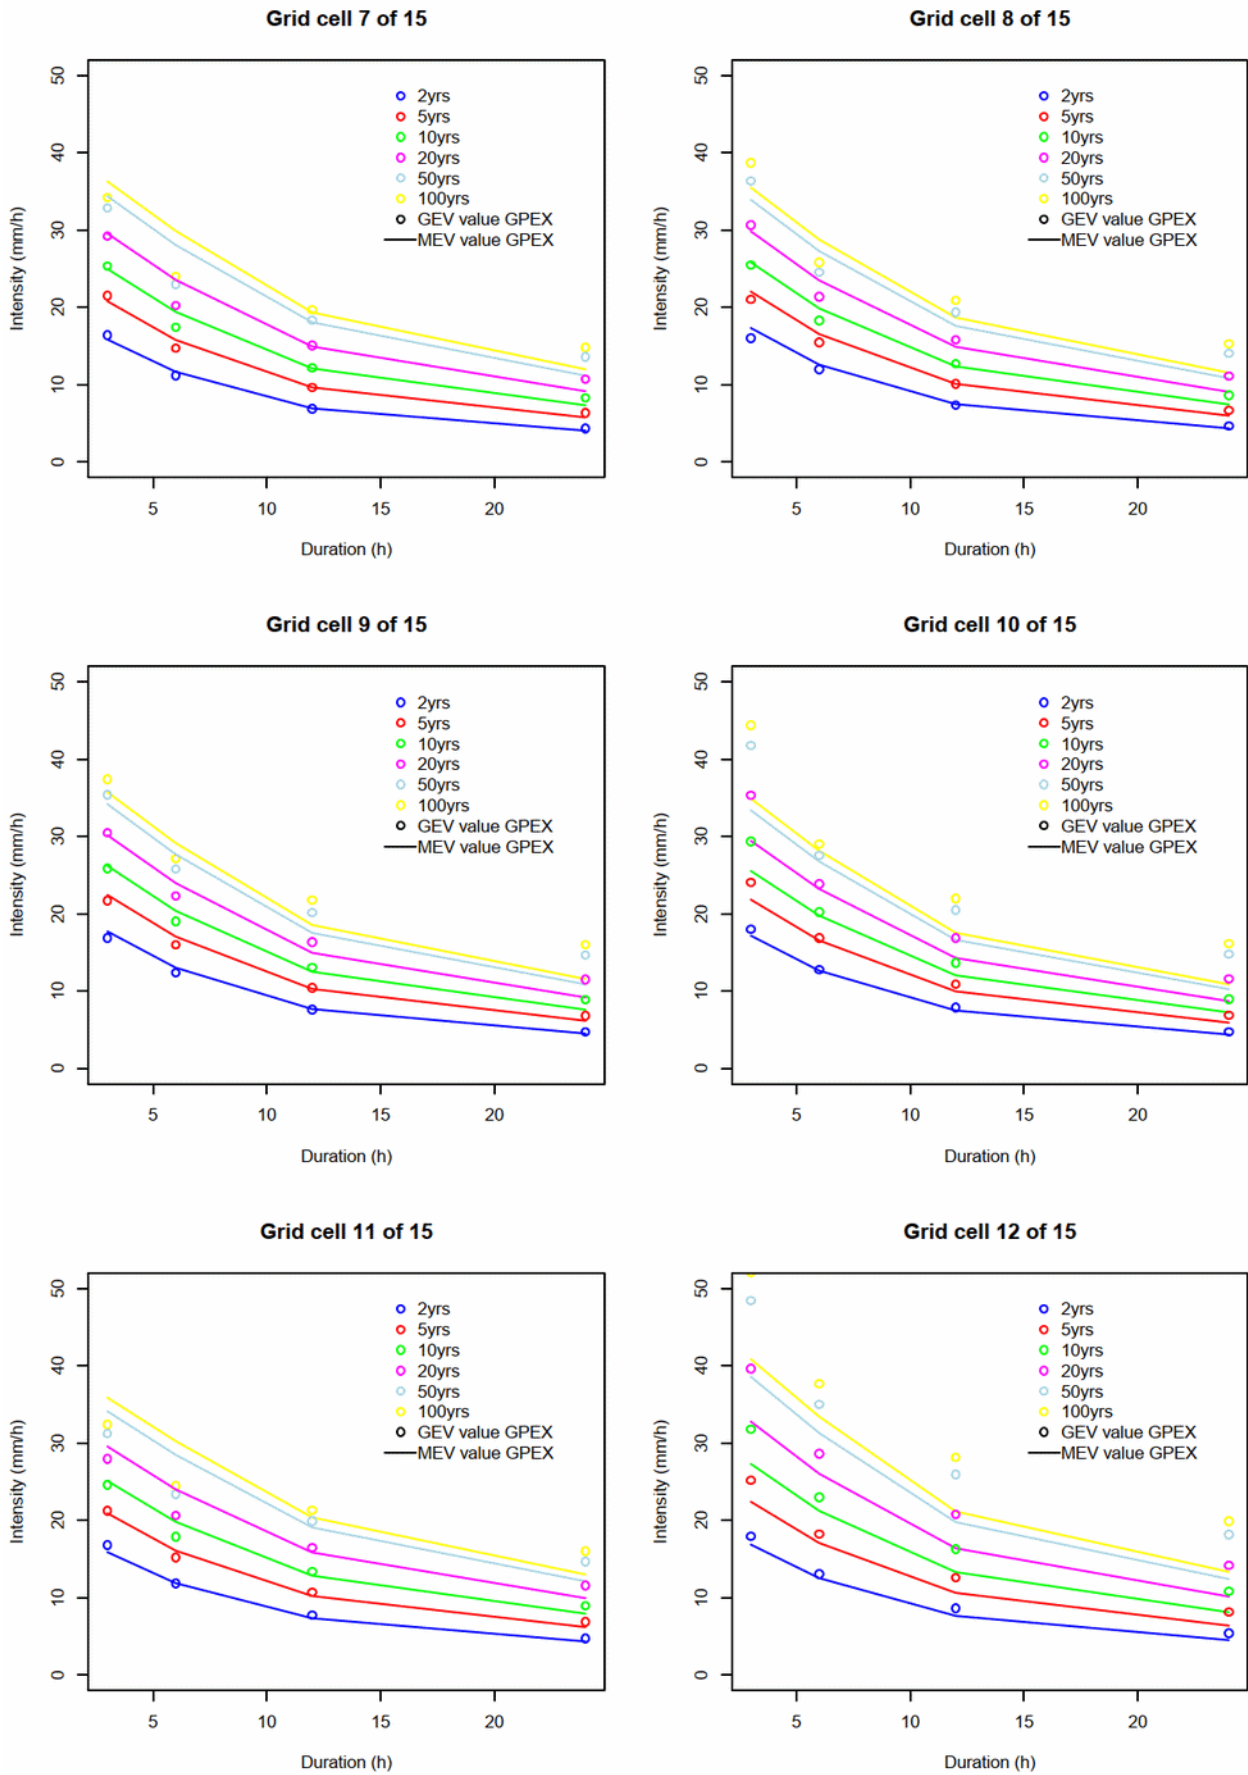 Grid cell 7 of 15
50
40
30
20
10
0
Intensity (mm/h)
2yrs
5yrs
10yrs
20yrs
50yrs
100yrs
GEV value GPEX
MEV value GPEX
5 10 15 20
Duration (h)
Grid cell 8 of 15
50
40
30
20
10
0
Intensity (mm/h)
2yrs
5yrs
10yrs
20yrs
50yrs
100yrs
GEV value GPEX
MEV value GPEX
5 10 15 20
Duration (h)
Grid cell 9 of 15
50
40
30
20
10
0
Intensity (mm/h)
2yrs
5yrs
10yrs
20yrs
50yrs
100yrs
GEV value GPEX
MEV value GPEX
5 10 15 20
Duration (h)
Grid cell 10 of 15
50
40
30
20
10
0
Intensity (mm/h)
2yrs
5yrs
10yrs
20yrs
50yrs
100yrs
GEV value GPEX
MEV value GPEX
5 10 15 20
Duration (h)
Grid cell 11 of 15
50
40
30
20
10
0
Intensity (mm/h)
2yrs
5yrs
10yrs
20yrs
50yrs
100yrs
GEV value GPEX
MEV value GPEX
5 10 15 20
Duration (h)
Grid cell 12 of 15
50
40
30
20
10
0
Intensity (mm/h)
2yrs
5yrs
10yrs
20yrs
50yrs
100yrs
GEV value GPEX
MEV value GPEX
5 10 15 20
Duration (h)